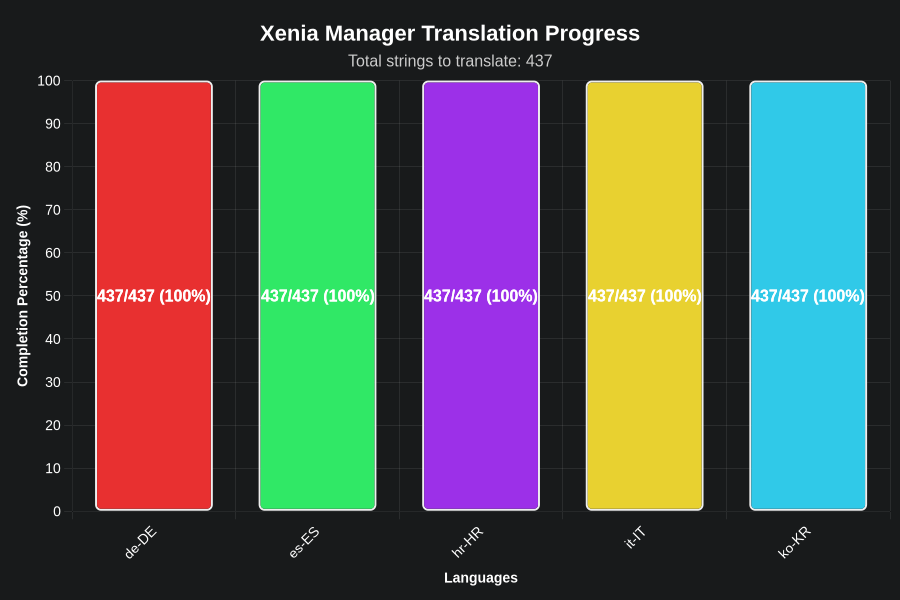 Xenia Manager Translation Progress
Total strings to translate: 437
Completion Percentage (%)
100
90
80
70
60
50
40
30
20
10
0
437/437 (100%)
437/437 (100%)
437/437 (100%)
437/437 (100%)
437/437 (100%)
de-DE
es-ES
hr-HR
it-IT
ko-KR
Languages